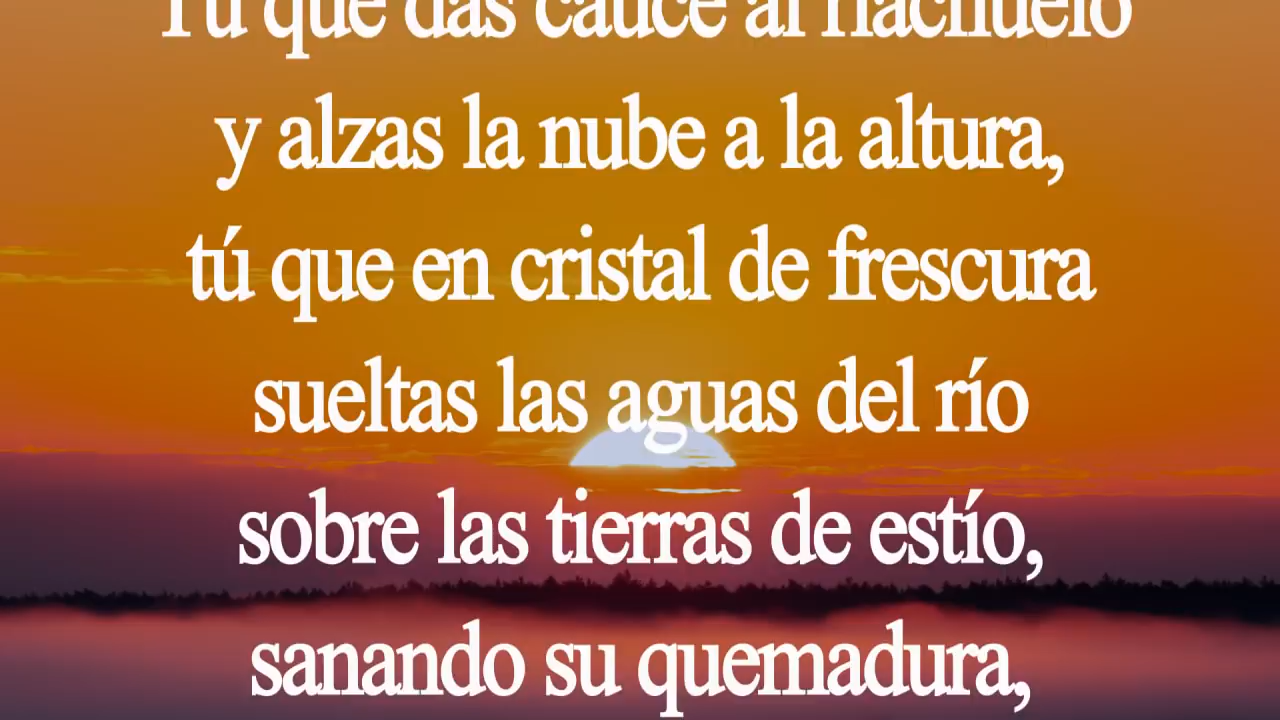 Tú que das cauce al riachuelo
y alzas la nube a la altura,
tú que en cristal de frescura
sueltas las aguas del río
sobre las tierras de estío,
sanando su quemadura,